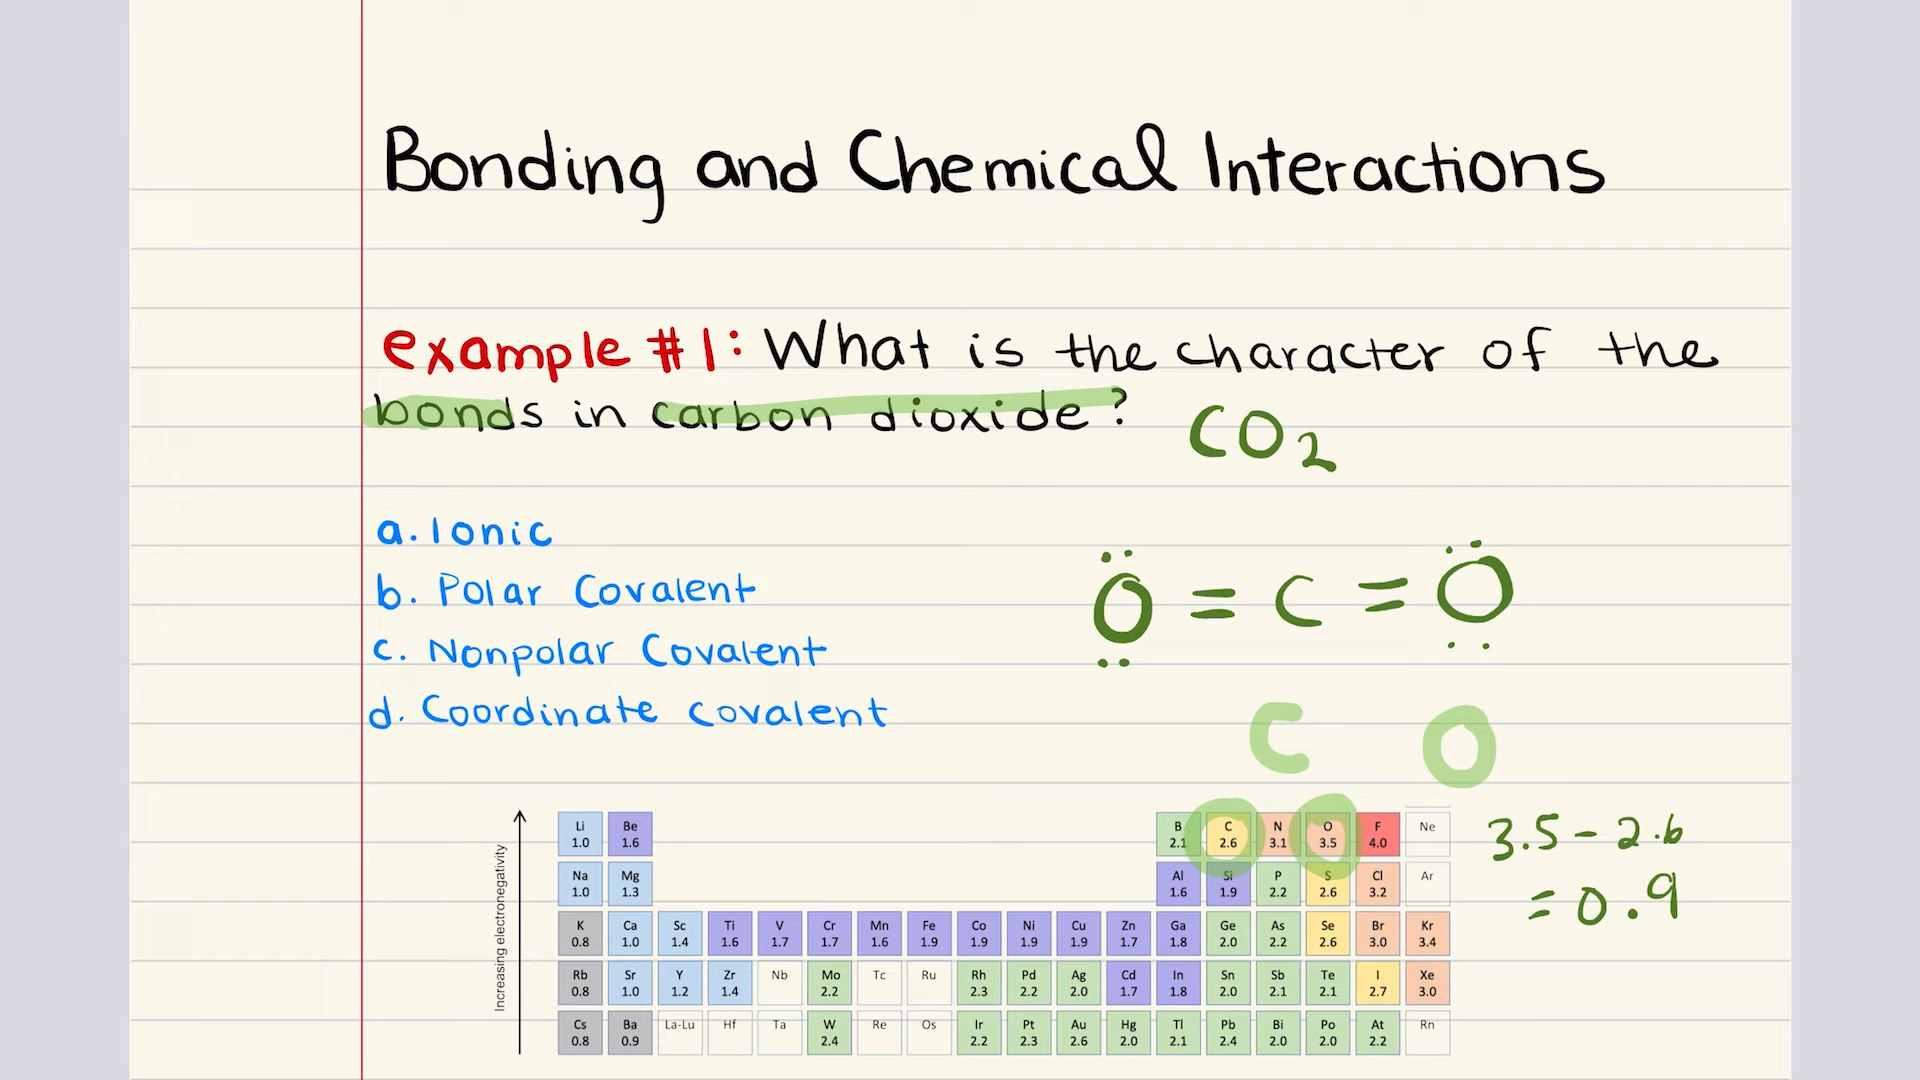 Bonding and Chemical Interactions
example #1: What is the character of the
bonds in carbon dioxide?
CO2
a. Ionic
b. Polar Covalent
c. Nonpolar Covalent
d. Coordinate covalent
O = C = O
C O
Increasing electronegativity
Li Be B C N O F Ne
1.0 1.6 2.1 2.6 3.1 3.5 4.0
3.5 - 2.6
= 0.9
Na Mg Al Si P S Cl Ar
1.0 1.3 1.6 1.9 2.2 2.6 3.2
K Ca Sc Ti V Cr Mn Fe Co Ni Cu Zn Ga Ge As Se Br Kr
0.8 1.0 1.4 1.6 1.7 1.7 1.6 1.9 1.9 1.9 1.9 1.7 1.8 2.0 2.2 2.6 3.0 3.4
Rb Sr Y Zr Nb Mo Tc Ru Rh Pd Ag Cd In Sn Sb Te I Xe
0.8 1.0 1.2 1.4 2.2 2.3 2.2 2.0 1.7 1.8 2.0 2.1 2.1 2.7 3.0
Cs Ba La-Lu Hf Ta W Re Os Ir Pt Au Hg Tl Pb Bi Po At Rn
0.8 0.9 2.4 2.2 2.3 2.6 2.0 2.1 2.4 2.0 2.0 2.2